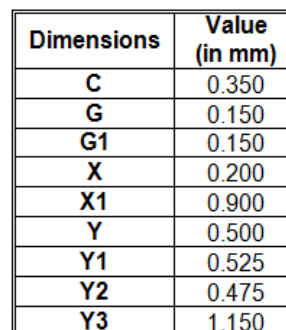 Dimensions Value (in mm)
C 0.350
G 0.150
G1 0.150
X 0.200
X1 0.900
Y 0.500
Y1 0.525
Y2 0.475
Y3 1.150